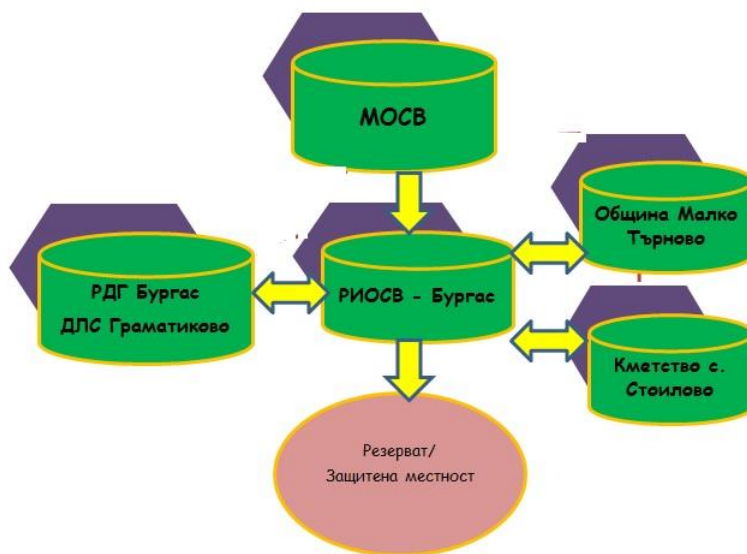 МОСВ
Община Малко
Търново
РДГ Бургас
ДЛС Граматиково
РИОСВ - Бургас
Кметство с.
Стоилово
Резерват/
Защитена местност